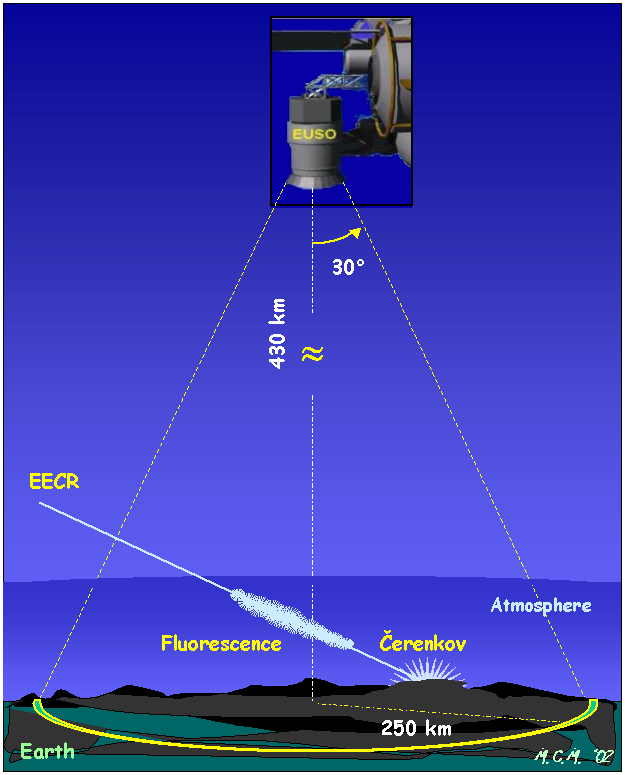 EUSO
30°
430 km
≈
EECR
Atmosphere
Fluorescence
Čerenkov
250 km
Earth
M.C.M. '02